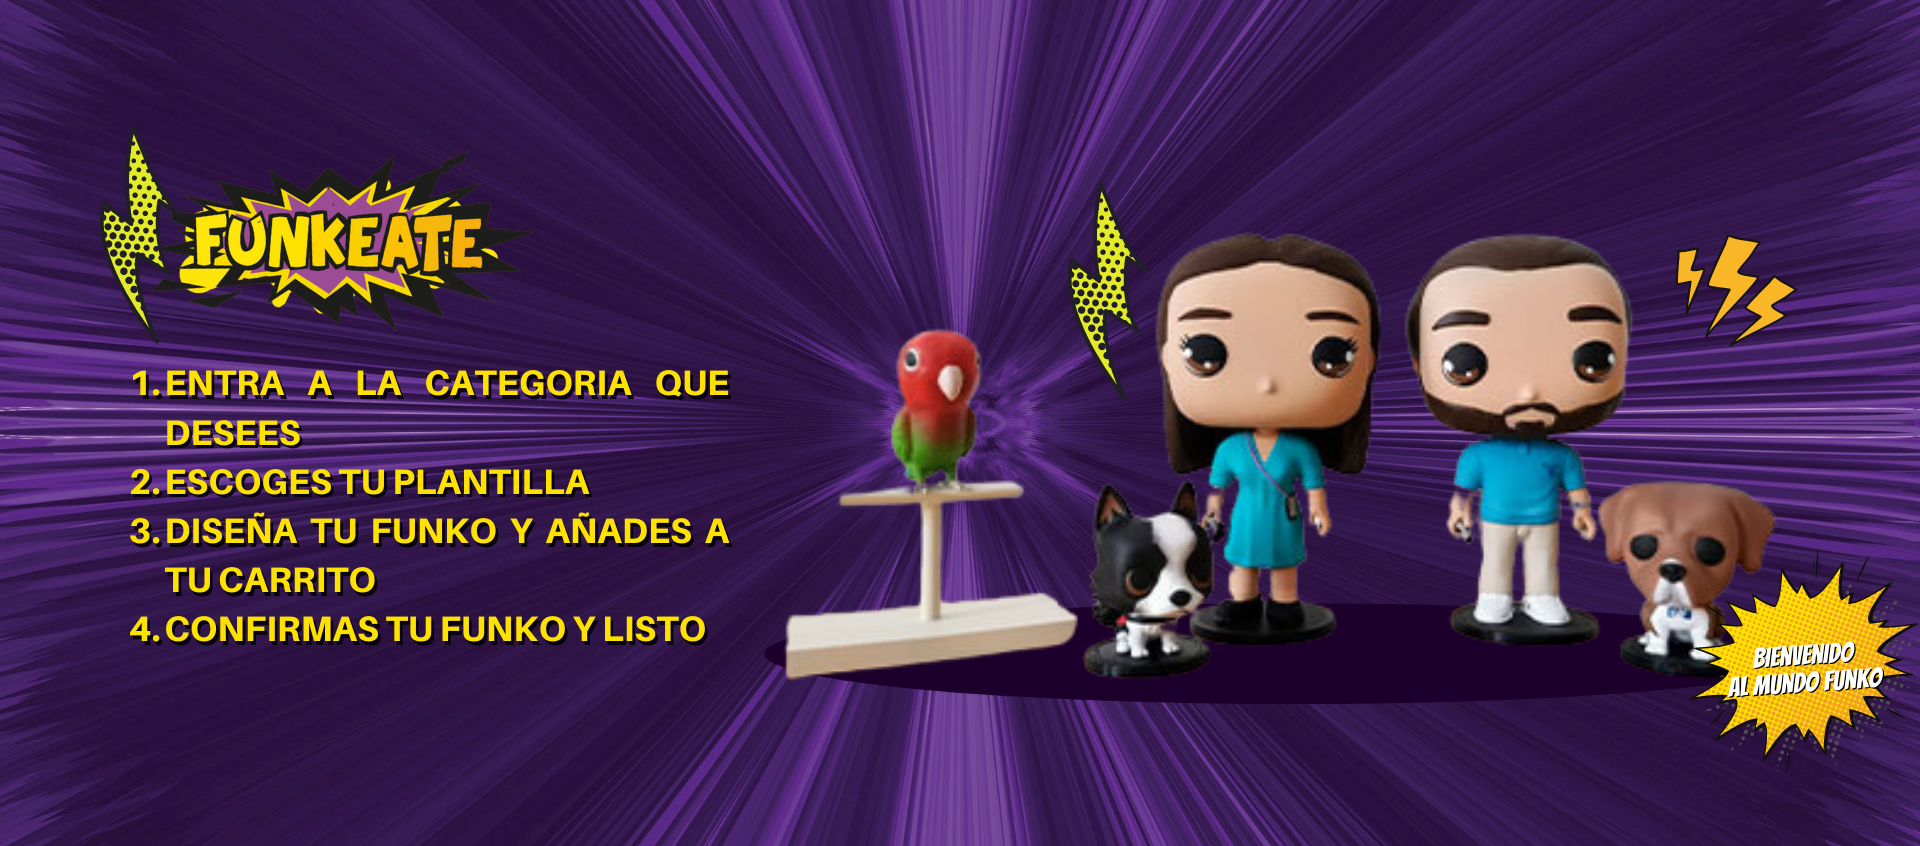 FUNKEATE
1. ENTRA A LA CATEGORIA QUE
DESEES
2. ESCOGES TU PLANTILLA
3. DISEÑA TU FUNKO Y AÑADES A
TU CARRITO
4. CONFIRMAS TU FUNKO Y LISTO
BIENVENIDO
AL MUNDO FUNKO